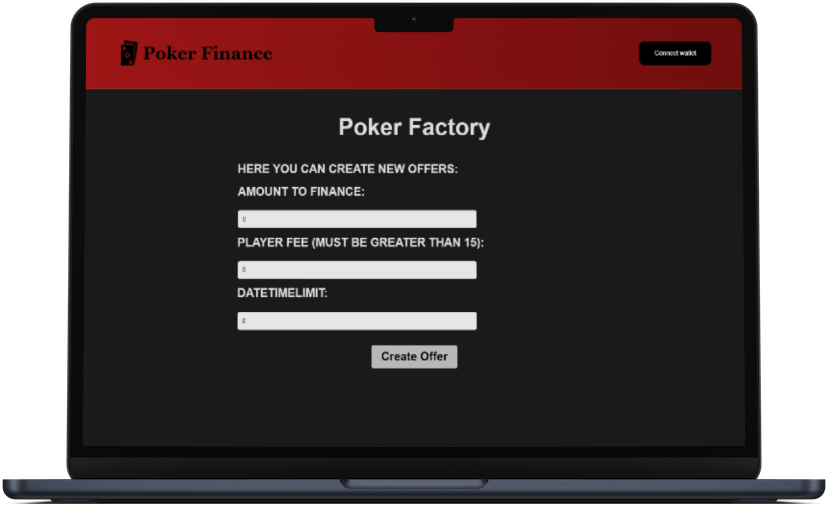 Poker Finance
Connect wallet
Poker Factory
HERE YOU CAN CREATE NEW OFFERS:
AMOUNT TO FINANCE:
0
PLAYER FEE (MUST BE GREATER THAN 15):
0
DATETIMELIMIT:
0
Create Offer